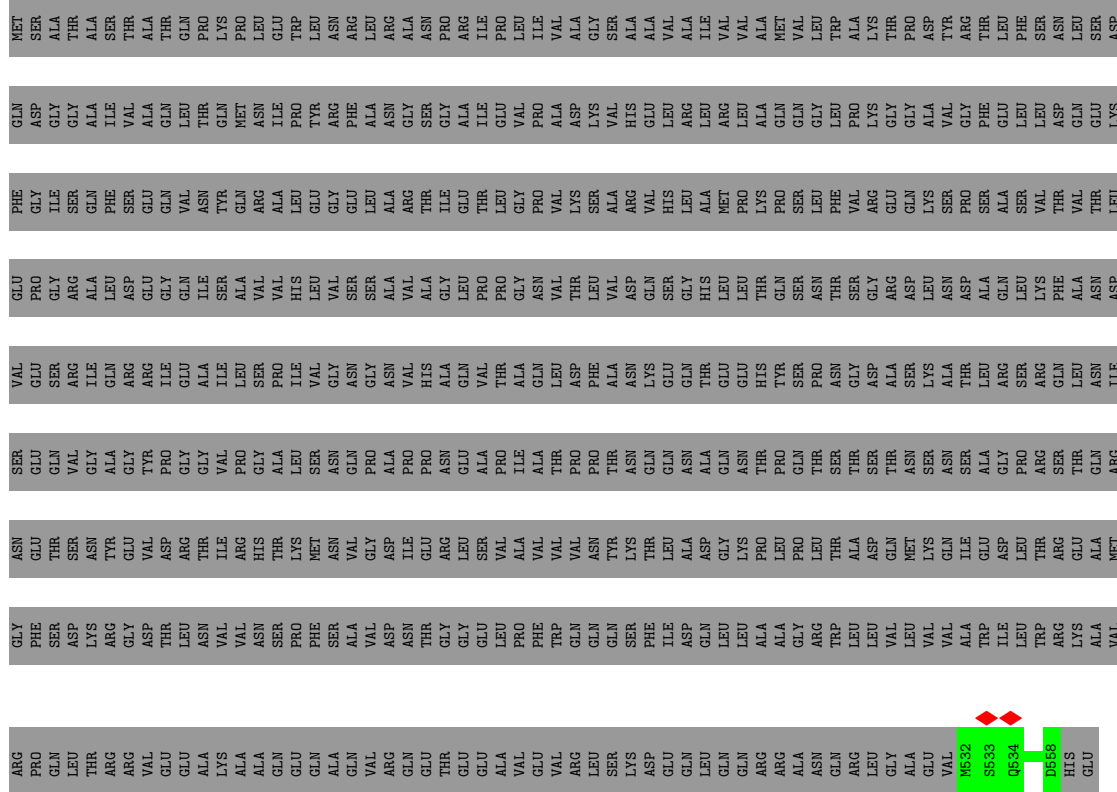 MET SER ALA THR ALA SER THR ALA THR GLN PRO LYS PRO LEU GLU TRP LEU ASN ARG LEU ARG ALA ASN PRO ARG ILE PRO LEU ILE VAL ALA GLY SER ALA ALA VAL ALA ILE VAL VAL ALA MET VAL LEU TRP ALA LYS THR PRO ASP TYR ARG THR LEU PHE SER ASN LEU SER ASP
GLN ASP GLY GLY ALA ILE VAL ALA GLN LEU THR GLN MET ASN ILE PRO TYR ARG PHE ALA ASN GLY SER GLY ALA ILE GLU VAL PRO ALA ASP LYS VAL HIS GLU LEU ARG LEU ARG LEU ALA GLN GLN GLY LEU PRO LYS GLY GLY ALA VAL GLY PHE GLU LEU LEU ASP GLN GLU LYS
PHE GLY ILE SER GLN PHE SER GLU GLN VAL ASN TYR GLN ARG ALA LEU GLU GLY GLU LEU ALA ARG THR ILE GLU THR LEU GLY PRO VAL LYS SER ALA ARG VAL HIS LEU ALA MET PRO LYS PRO SER LEU PHE VAL ARG GLU GLN LYS SER PRO SER ALA SER VAL THR VAL THR LEU
GLU PRO GLY ARG ALA LEU ASP GLU GLY GLN ILE SER ALA VAL VAL HIS LEU VAL SER SER ALA VAL ALA GLY LEU PRO PRO GLY ASN VAL THR LEU VAL ASP GLN SER GLY HIS LEU LEU THR GLN SER ASN THR SER GLY ARG ASP LEU ASN ASP ALA GLN LEU LYS PHE ALA ASN ASP
VAL GLU SER ARG ILE GLN ARG ARG ILE GLU ALA ILE LEU SER PRO ILE VAL GLY ASN GLY ASN VAL HIS ALA GLN VAL THR ALA GLN LEU ASP PHE ALA ASN LYS GLU GLN THR GLU GLU HIS TYR SER PRO ASN GLY ASP ALA SER LYS ALA THR LEU ARG SER ARG GLN LEU ASN ILE
SER GLU GLN VAL GLY ALA GLY TYR PRO GLY GLY VAL PRO GLY ALA LEU SER ASN GLN PRO ALA PRO PRO ASN GLU ALA PRO ILE ALA THR PRO PRO THR ASN GLN GLN ASN ALA GLN ASN THR PRO GLN THR SER THR SER THR ASN SER ASN SER ALA GLY PRO ARG SER THR GLN ARG
ASN GLU THR SER ASN TYR GLU VAL ASP ARG THR ILE ARG HIS THR LYS MET ASN VAL GLY ASP ILE GLU ARG LEU SER VAL ALA VAL VAL VAL ASN TYR LYS THR LEU ALA ASP GLY LYS PRO LEU PRO LEU THR ALA ASP GLN MET LYS GLN ILE GLU ASP LEU THR ARG GLU ALA MET
GLY PHE SER ASP LYS ARG GLY ASP THR LEU ASN VAL VAL ASN SER PRO PHE SER ALA VAL ASP ASN THR GLY GLY GLU LEU PRO PHE TRP GLN GLN GLN SER PHE ILE ASP GLN LEU LEU ALA ALA GLY ARG TRP LEU LEU VAL LEU VAL VAL ALA TRP ILE LEU TRP ARG LYS ALA VAL
ARG PRO GLN LEU THR ARG ARG VAL GLU GLU ALA LYS ALA ALA GLN GLU GLN ALA GLN VAL ARG GLN GLU THR GLU GLU ALA VAL GLU VAL ARG LEU SER LYS ASP GLU GLN LEU GLN GLN ARG ARG ALA ASN GLN ARG LEU GLY ALA GLU VAL M532 S533 Q534 D558 HIS GLU